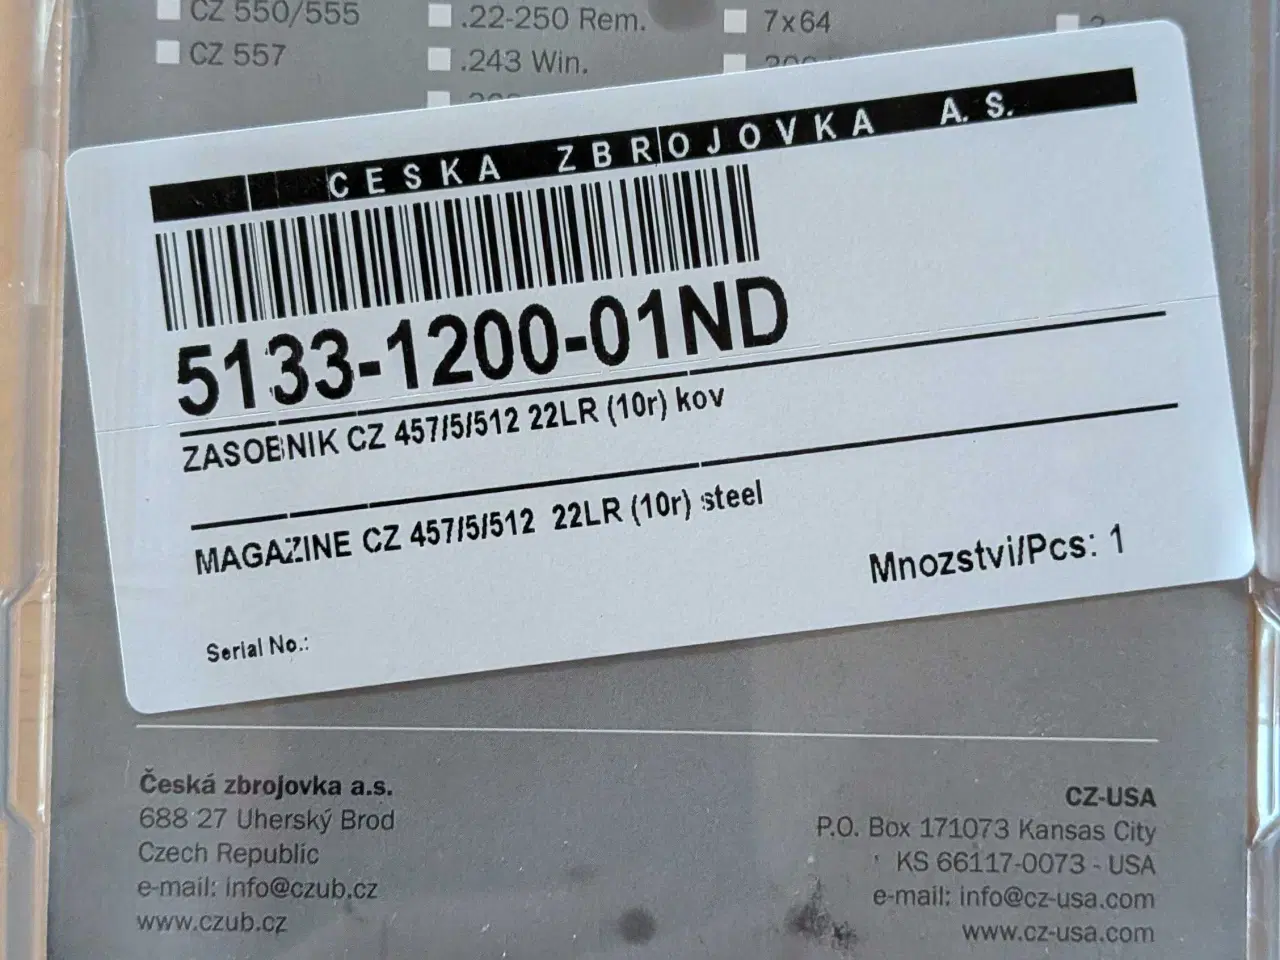 CZ 550/555
.22-250 Rem.
7x64
CZ 557
.243 Win.
CESKA ZBROJOVKA A. S.
5133-1200-01ND
ZASOBNIK CZ 457/5/512 22LR (10r) kov
MAGAZINE CZ 457/5/512 22LR (10r) steel
Mnozstvi/Pcs: 1
Serial No.:
Česká zbrojovka a.s.
688 27 Uherský Brod
Czech Republic
e-mail: info@czub.cz
www.czub.cz
CZ-USA
P.O. Box 171073 Kansas City
KS 66117-0073 - USA
e-mail: info@cz-usa.com
www.cz-usa.com